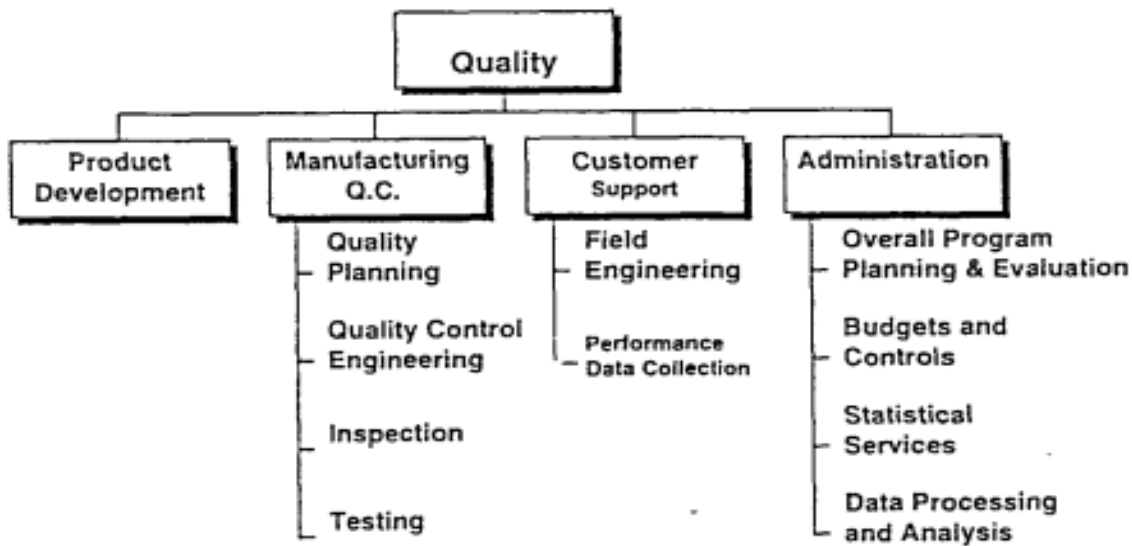 Quality
Product
Development
Manufacturing
Q.C.
Quality
Planning
Quality Control
Engineering
Inspection
Testing
Customer
Support
Field
Engineering
Performance
Data Collection
Administration
Overall Program
Planning & Evaluation
Budgets and
Controls
Statistical
Services
Data Processing
and Analysis